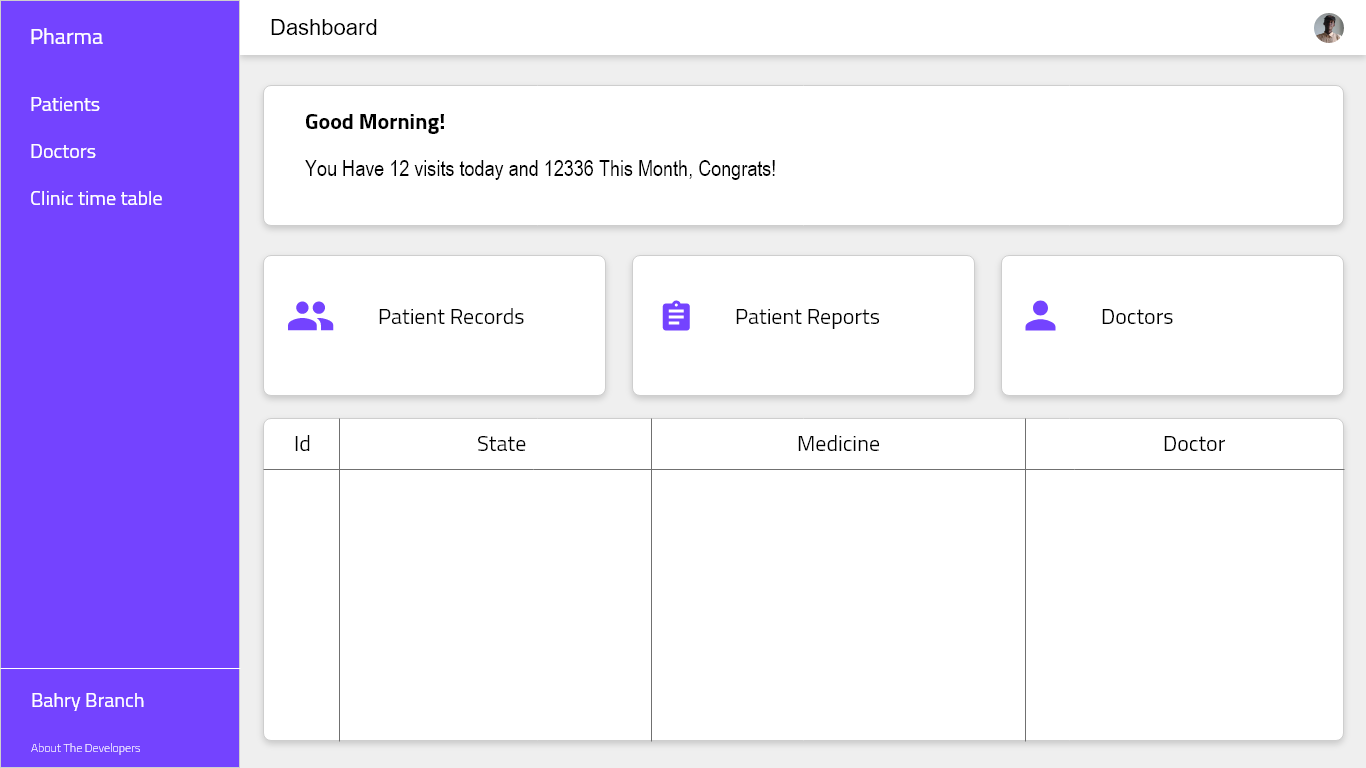 Pharma
Dashboard
Patients
Doctors
Clinic time table
Good Morning!
You Have 12 visits today and 12336 This Month, Congrats!
Patient Records
Patient Reports
Doctors
Id State Medicine Doctor
Bahry Branch
About The Developers